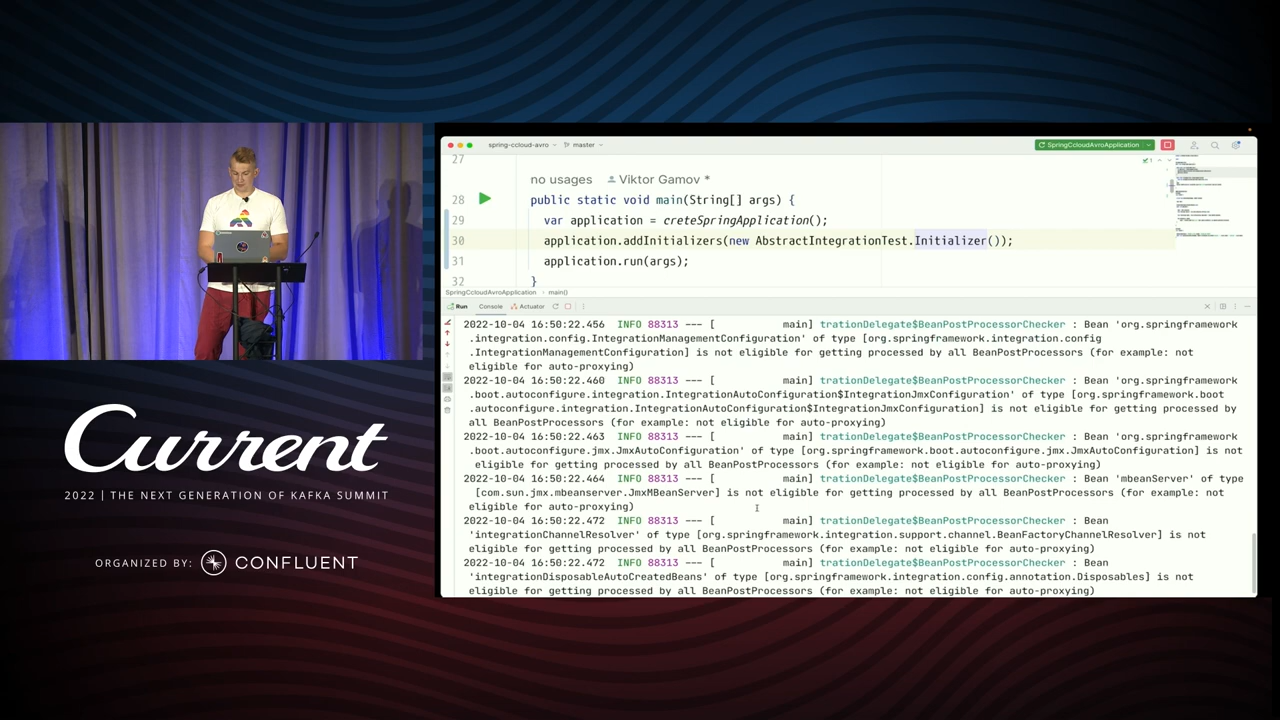 Current
2022 | THE NEXT GENERATION OF KAFKA SUMMIT
ORGANIZED BY: CONFLUENT
spring-ccloud-avro master SpringCcloudAvroApplication
27
no usages Viktor Gamov *
28 public static void main(String[] args) {
29 var application = creteSpringApplication();
30 application.addInitializers(new AbstractIntegrationTest.Initializer());
31 application.run(args);
32 }
SpringCcloudAvroApplication › main()
Run Console Actuator
2022-10-04 16:50:22.456 INFO 88313 --- [ main] trationDelegate$BeanPostProcessorChecker : Bean 'org.springframework
.integration.config.IntegrationManagementConfiguration' of type [org.springframework.integration.config
.IntegrationManagementConfiguration] is not eligible for getting processed by all BeanPostProcessors (for example: not
eligible for auto-proxying)
2022-10-04 16:50:22.460 INFO 88313 --- [ main] trationDelegate$BeanPostProcessorChecker : Bean 'org.springframework
.boot.autoconfigure.integration.IntegrationAutoConfiguration$IntegrationJmxConfiguration' of type [org.springframework.boot
.autoconfigure.integration.IntegrationAutoConfiguration$IntegrationJmxConfiguration] is not eligible for getting processed by
all BeanPostProcessors (for example: not eligible for auto-proxying)
2022-10-04 16:50:22.463 INFO 88313 --- [ main] trationDelegate$BeanPostProcessorChecker : Bean 'org.springframework
.boot.autoconfigure.jmx.JmxAutoConfiguration' of type [org.springframework.boot.autoconfigure.jmx.JmxAutoConfiguration] is not
eligible for getting processed by all BeanPostProcessors (for example: not eligible for auto-proxying)
2022-10-04 16:50:22.464 INFO 88313 --- [ main] trationDelegate$BeanPostProcessorChecker : Bean 'mbeanServer' of type
[com.sun.jmx.mbeanserver.JmxMBeanServer] is not eligible for getting processed by all BeanPostProcessors (for example: not
eligible for auto-proxying)
2022-10-04 16:50:22.472 INFO 88313 --- [ main] trationDelegate$BeanPostProcessorChecker : Bean
'integrationChannelResolver' of type [org.springframework.integration.support.channel.BeanFactoryChannelResolver] is not
eligible for getting processed by all BeanPostProcessors (for example: not eligible for auto-proxying)
2022-10-04 16:50:22.472 INFO 88313 --- [ main] trationDelegate$BeanPostProcessorChecker : Bean
'integrationDisposableAutoCreatedBeans' of type [org.springframework.integration.config.annotation.Disposables] is not
eligible for getting processed by all BeanPostProcessors (for example: not eligible for auto-proxying)